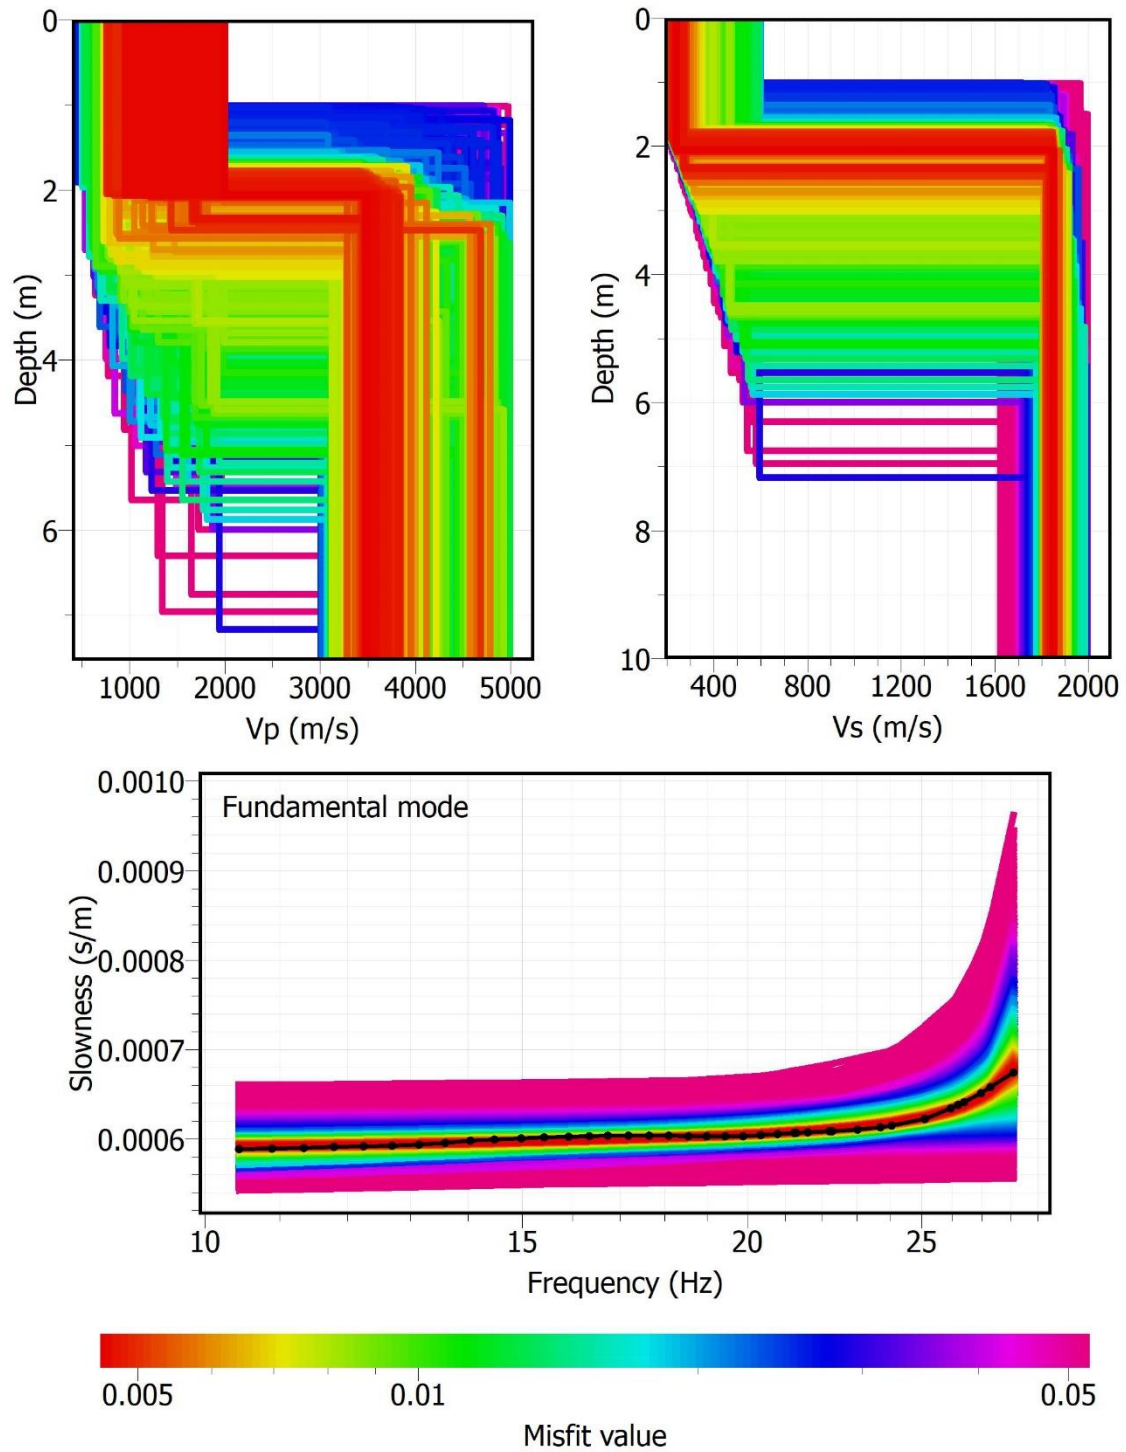 0
2
4
6
Depth (m)
1000 2000 3000 4000 5000
Vp (m/s)
0
2
4
6
8
10
Depth (m)
400 800 1200 1600 2000
Vs (m/s)
Fundamental mode
0.0010
0.0009
0.0008
0.0007
0.0006
Slowness (s/m)
10 15 20 25
Frequency (Hz)
0.005 0.01 0.05
Misfit value